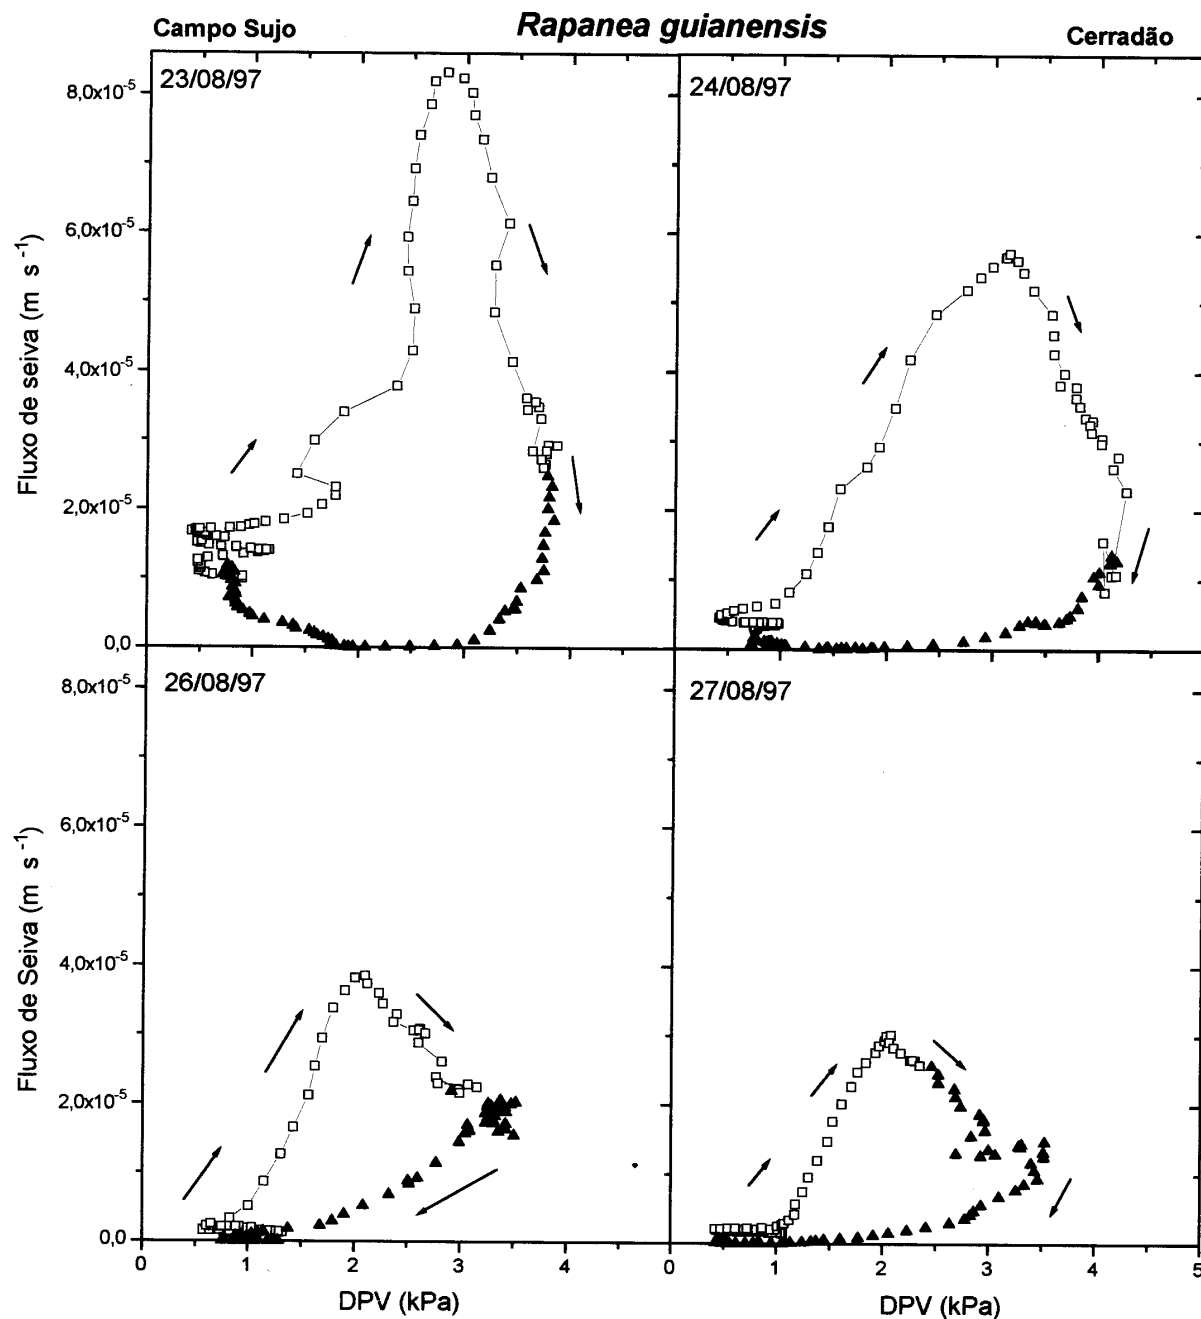 Campo Sujo Rapanea guianensis Cerradão
23/08/97 24/08/97
8,0x10-5
6,0x10-5
4,0x10-5
2,0x10-5
0,0
Fluxo de seiva (m s -1)
26/08/97 27/08/97
8,0x10-5
6,0x10-5
4,0x10-5
2,0x10-5
0,0
Fluxo de Seiva (m s -1)
0 1 2 3 4 0 1 2 3 4 5
DPV (kPa) DPV (kPa)